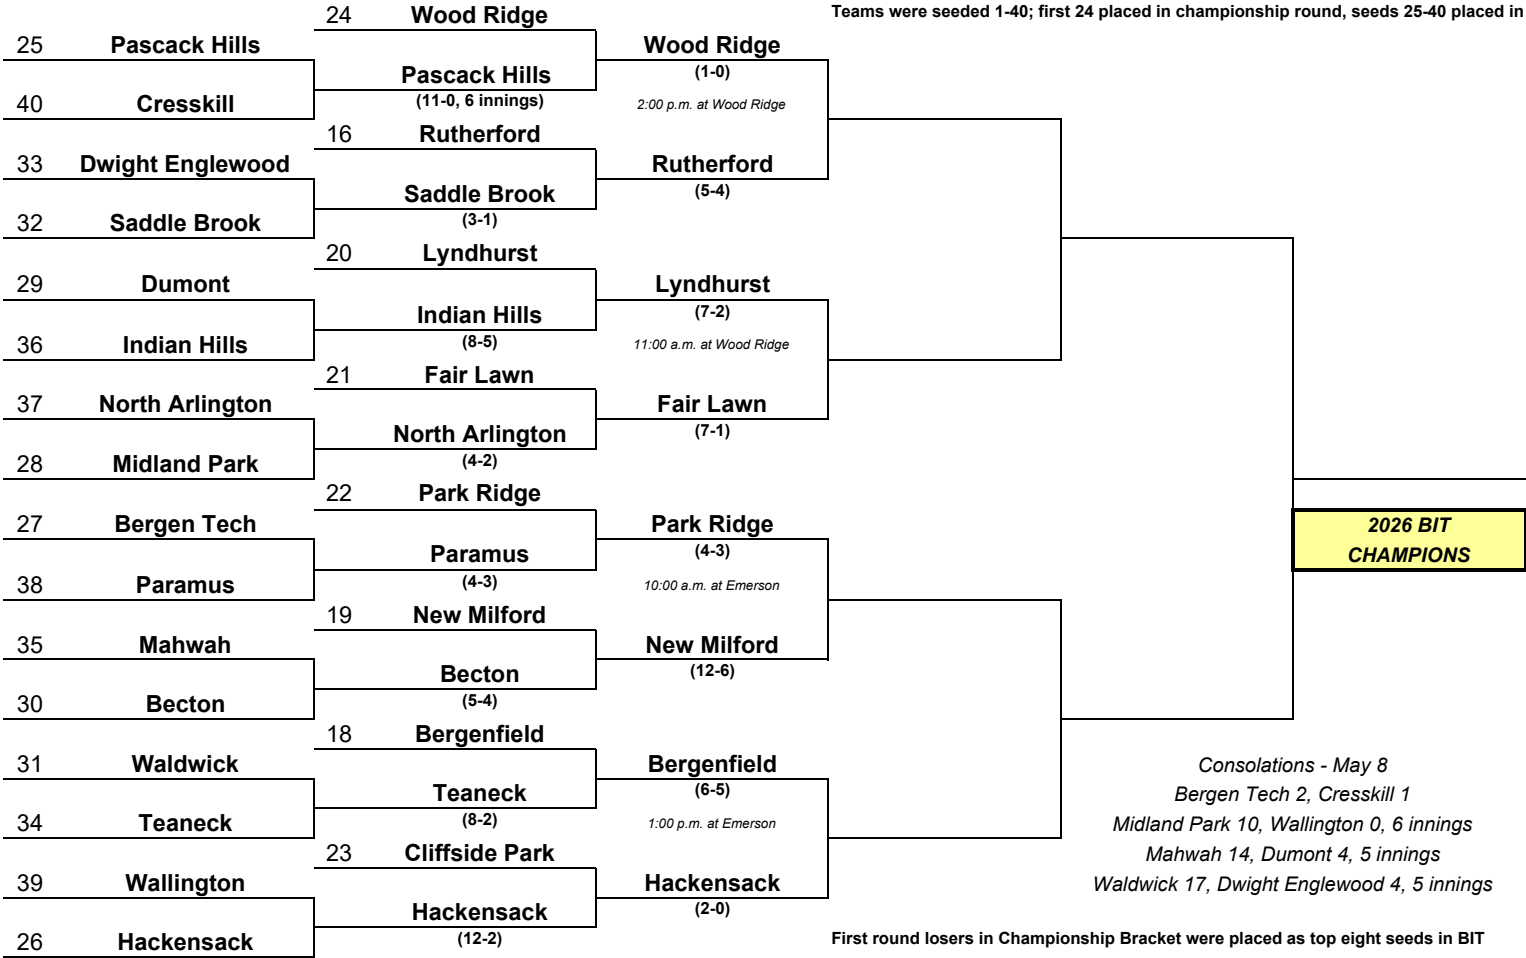 24 Wood Ridge
Teams were seeded 1-40; first 24 placed in championship round, seeds 25-40 placed in
25 Pascack Hills
Wood Ridge
(1-0)
Pascack Hills
(11-0, 6 innings)
2:00 p.m. at Wood Ridge
40 Cresskill
16 Rutherford
33 Dwight Englewood
Rutherford
(5-4)
Saddle Brook
(3-1)
32 Saddle Brook
20 Lyndhurst
29 Dumont
Lyndhurst
(7-2)
Indian Hills
(8-5)
11:00 a.m. at Wood Ridge
36 Indian Hills
21 Fair Lawn
37 North Arlington
Fair Lawn
(7-1)
North Arlington
(4-2)
28 Midland Park
22 Park Ridge
27 Bergen Tech
Park Ridge
(4-3)
Paramus
(4-3)
10:00 a.m. at Emerson
38 Paramus
19 New Milford
35 Mahwah
New Milford
(12-6)
Becton
(5-4)
30 Becton
18 Bergenfield
31 Waldwick
Bergenfield
(6-5)
Teaneck
(8-2)
1:00 p.m. at Emerson
34 Teaneck
23 Cliffside Park
39 Wallington
Hackensack
(2-0)
Hackensack
(12-2)
26 Hackensack
2026 BIT
CHAMPIONS
Consolations - May 8
Bergen Tech 2, Cresskill 1
Midland Park 10, Wallington 0, 6 innings
Mahwah 14, Dumont 4, 5 innings
Waldwick 17, Dwight Englewood 4, 5 innings
First round losers in Championship Bracket were placed as top eight seeds in BIT